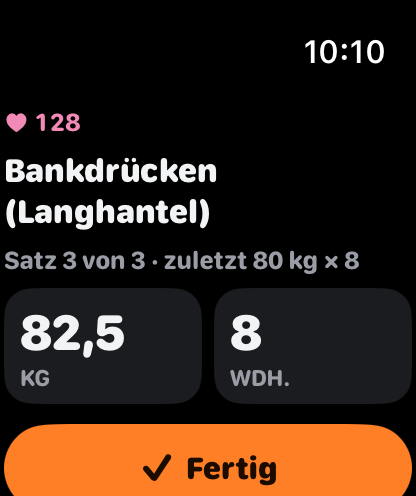 10:10
128
Bankdrücken
(Langhantel)
Satz 3 von 3 · zuletzt 80 kg × 8
82,5
KG
8
WDH.
Fertig